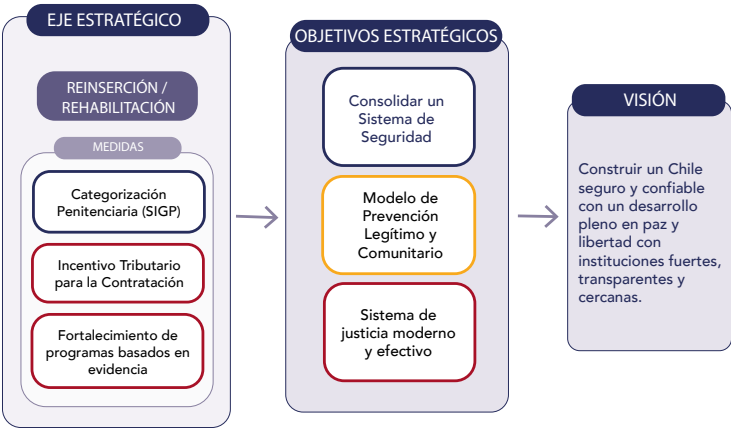 EJE ESTRATÉGICO
REINSERCIÓN /
REHABILITACIÓN
MEDIDAS
Categorización
Penitenciaria (SIGP)
Incentivo Tributario
para la Contratación
Fortalecimiento de
programas basados en
evidencia
OBJETIVOS ESTRATÉGICOS
Consolidar un
Sistema de
Seguridad
Modelo de
Prevención
Legítimo y
Comunitario
Sistema de
justicia moderno
y efectivo
VISIÓN
Construir un Chile
seguro y confiable
con un desarrollo
pleno en paz y
libertad con
instituciones fuertes,
transparentes y
cercanas.